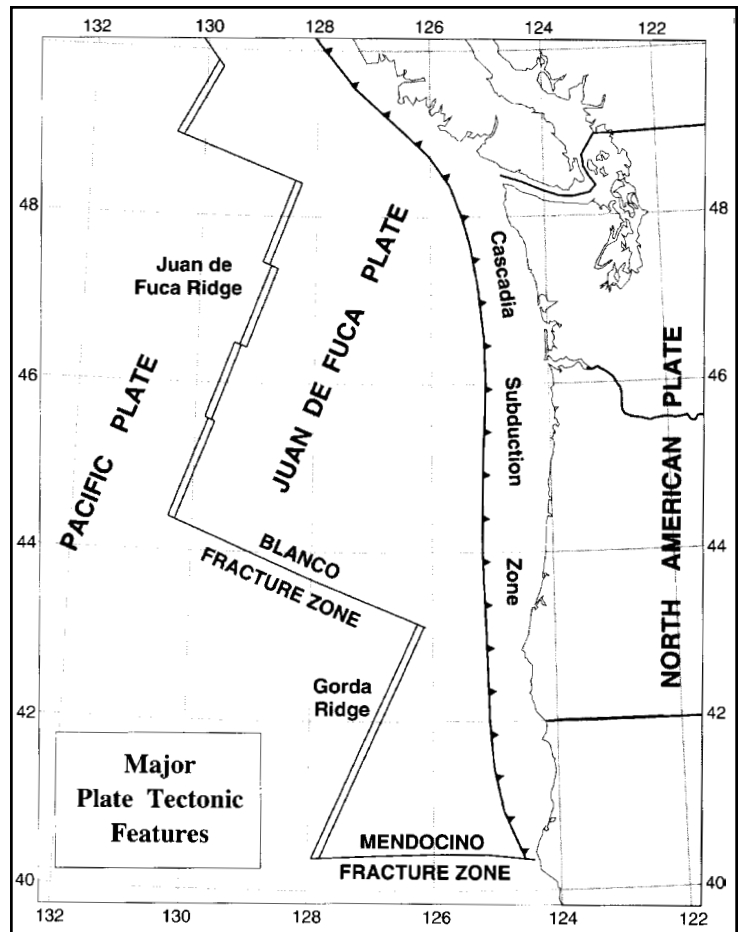 132
130
128
126
124
122
48
48
Juan de
Fuca Ridge
JUAN DE FUCA PLATE
Cascadia
Subduction
Zone
PACIFIC PLATE
NORTH AMERICAN PLATE
46
46
44
44
BLANCO
FRACTURE ZONE
Gorda
Ridge
42
42
Major
Plate Tectonic
Features
MENDOCINO
FRACTURE ZONE
40
40
132
130
128
126
124
122